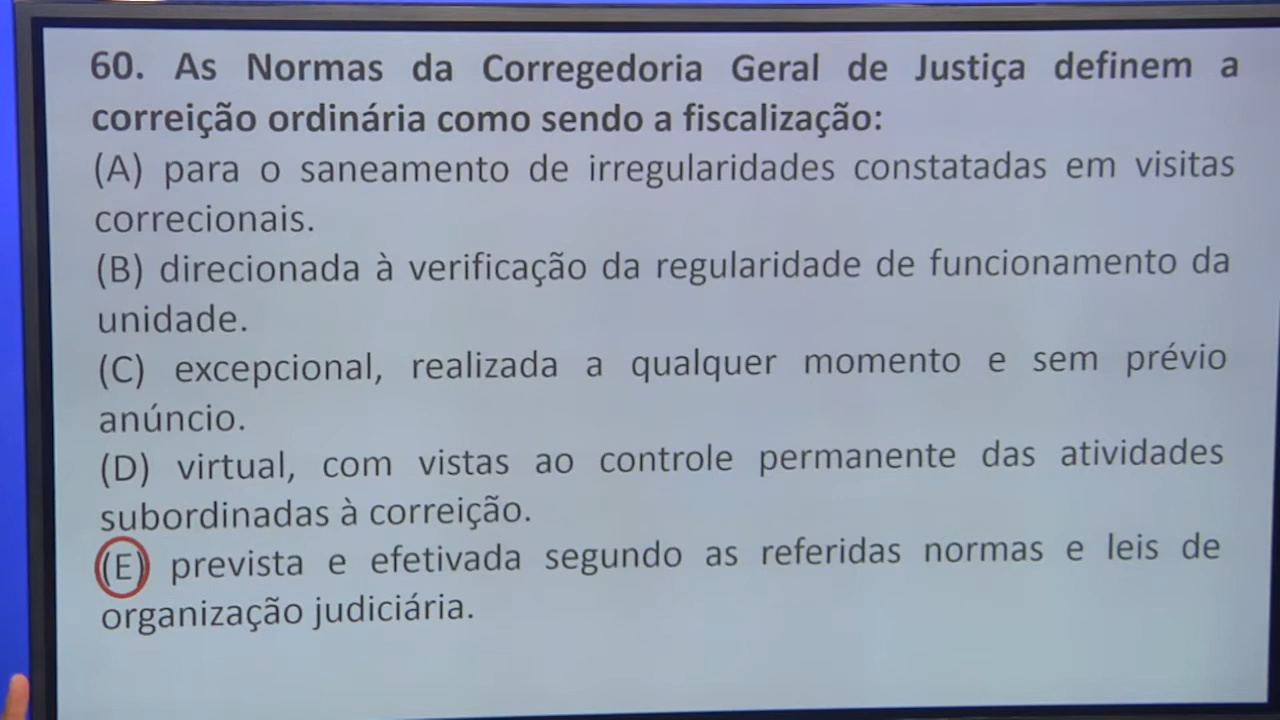 60. As Normas da Corregedoria Geral de Justiça definem a
correição ordinária como sendo a fiscalização:
(A) para o saneamento de irregularidades constatadas em visitas
correcionais.
(B) direcionada à verificação da regularidade de funcionamento da
unidade.
(C) excepcional, realizada a qualquer momento e sem prévio
anúncio.
(D) virtual, com vistas ao controle permanente das atividades
subordinadas à correição.
(E) prevista e efetivada segundo as referidas normas e leis de
organização judiciária.